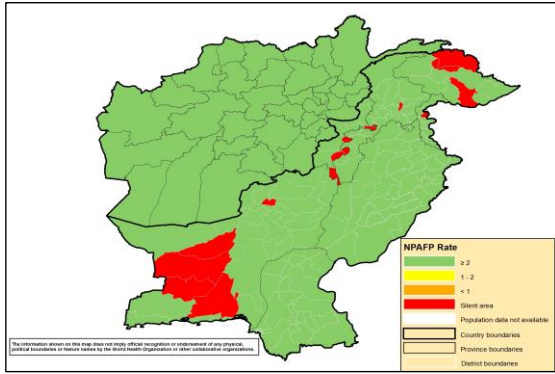 NPAFP Rate
≥ 2
1 - 2
< 1
Silent area
Population data not available
Country boundaries
Province boundaries
District boundaries
The information shown on this map does not imply official recognition or endorsement of any physical,
political boundaries or feature names by the World Health Organization or other collaborative organizations.